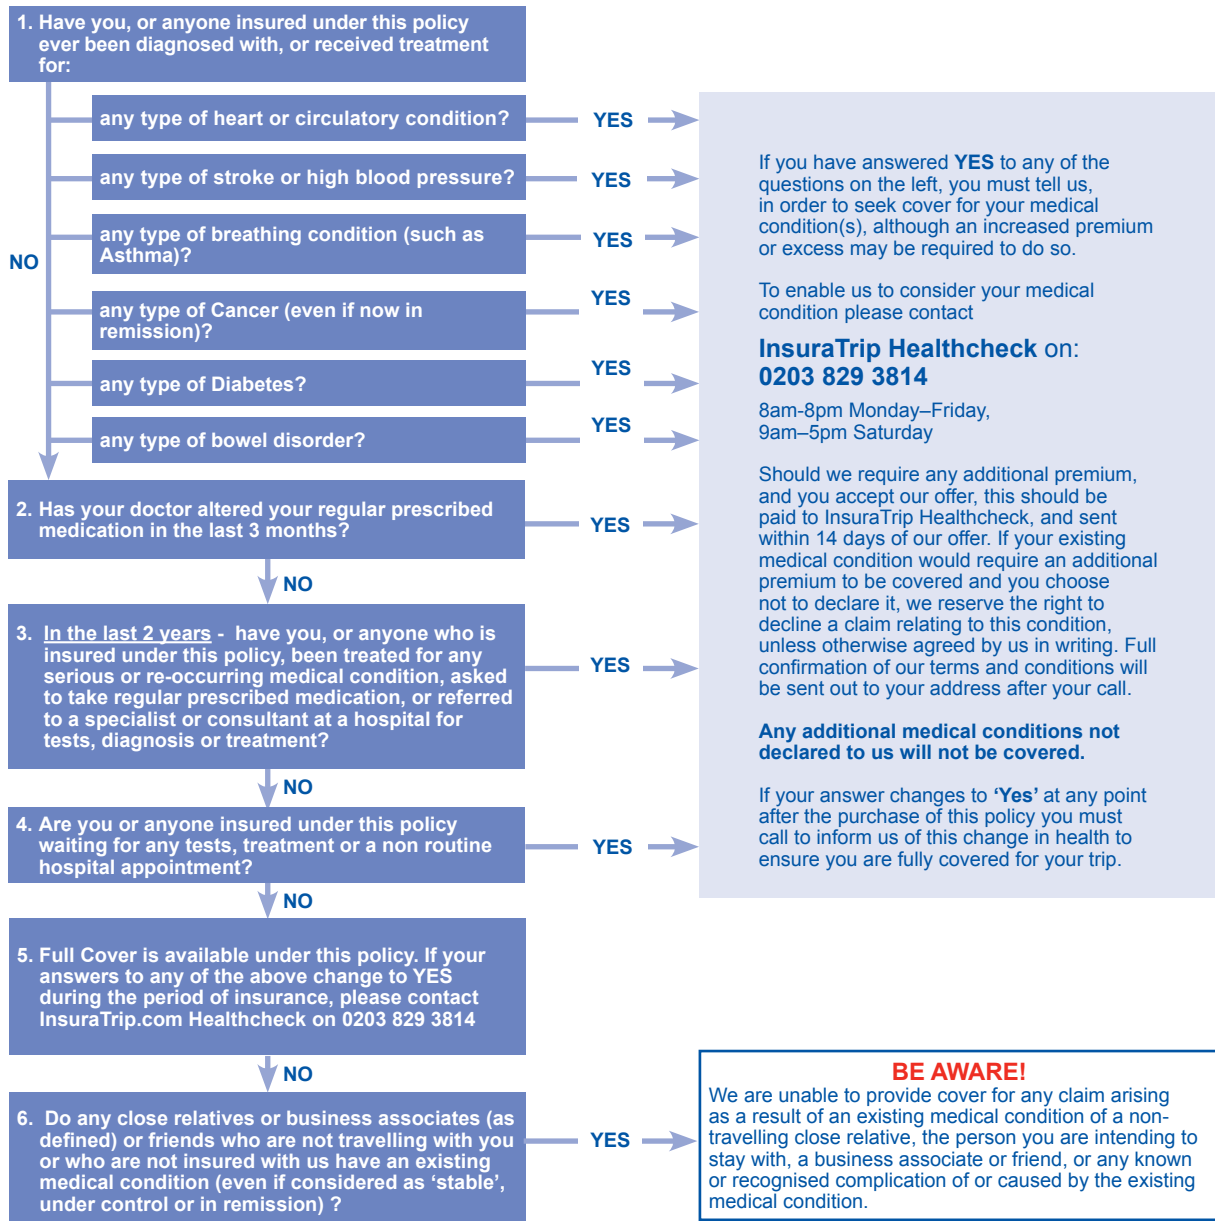 1. Have you, or anyone insured under this policy
ever been diagnosed with, or received treatment
for:
any type of heart or circulatory condition?
YES
any type of stroke or high blood pressure?
YES
any type of breathing condition (such as
Asthma)?
YES
NO
any type of Cancer (even if now in
remission)?
YES
any type of Diabetes?
YES
any type of bowel disorder?
YES
2. Has your doctor altered your regular prescribed
medication in the last 3 months?
YES
NO
3. In the last 2 years - have you, or anyone who is
insured under this policy, been treated for any
serious or re-occurring medical condition, asked
to take regular prescribed medication, or referred
to a specialist or consultant at a hospital for
tests, diagnosis or treatment?
YES
NO
4. Are you or anyone insured under this policy
waiting for any tests, treatment or a non routine
hospital appointment?
YES
NO
5. Full Cover is available under this policy. If your
answers to any of the above change to YES
during the period of insurance, please contact
InsuraTrip.com Healthcheck on 0203 829 3814
NO
6. Do any close relatives or business associates (as
defined) or friends who are not travelling with you
or who are not insured with us have an existing
medical condition (even if considered as ‘stable’,
under control or in remission) ?
YES
If you have answered YES to any of the
questions on the left, you must tell us,
in order to seek cover for your medical
condition(s), although an increased premium
or excess may be required to do so.
To enable us to consider your medical
condition please contact
InsuraTrip Healthcheck on:
0203 829 3814
8am-8pm Monday–Friday,
9am–5pm Saturday
Should we require any additional premium,
and you accept our offer, this should be
paid to InsuraTrip Healthcheck, and sent
within 14 days of our offer. If your existing
medical condition would require an additional
premium to be covered and you choose
not to declare it, we reserve the right to
decline a claim relating to this condition,
unless otherwise agreed by us in writing. Full
confirmation of our terms and conditions will
be sent out to your address after your call.
Any additional medical conditions not
declared to us will not be covered.
If your answer changes to ‘Yes’ at any point
after the purchase of this policy you must
call to inform us of this change in health to
ensure you are fully covered for your trip.
BE AWARE!
We are unable to provide cover for any claim arising
as a result of an existing medical condition of a non-
travelling close relative, the person you are intending to
stay with, a business associate or friend, or any known
or recognised complication of or caused by the existing
medical condition.